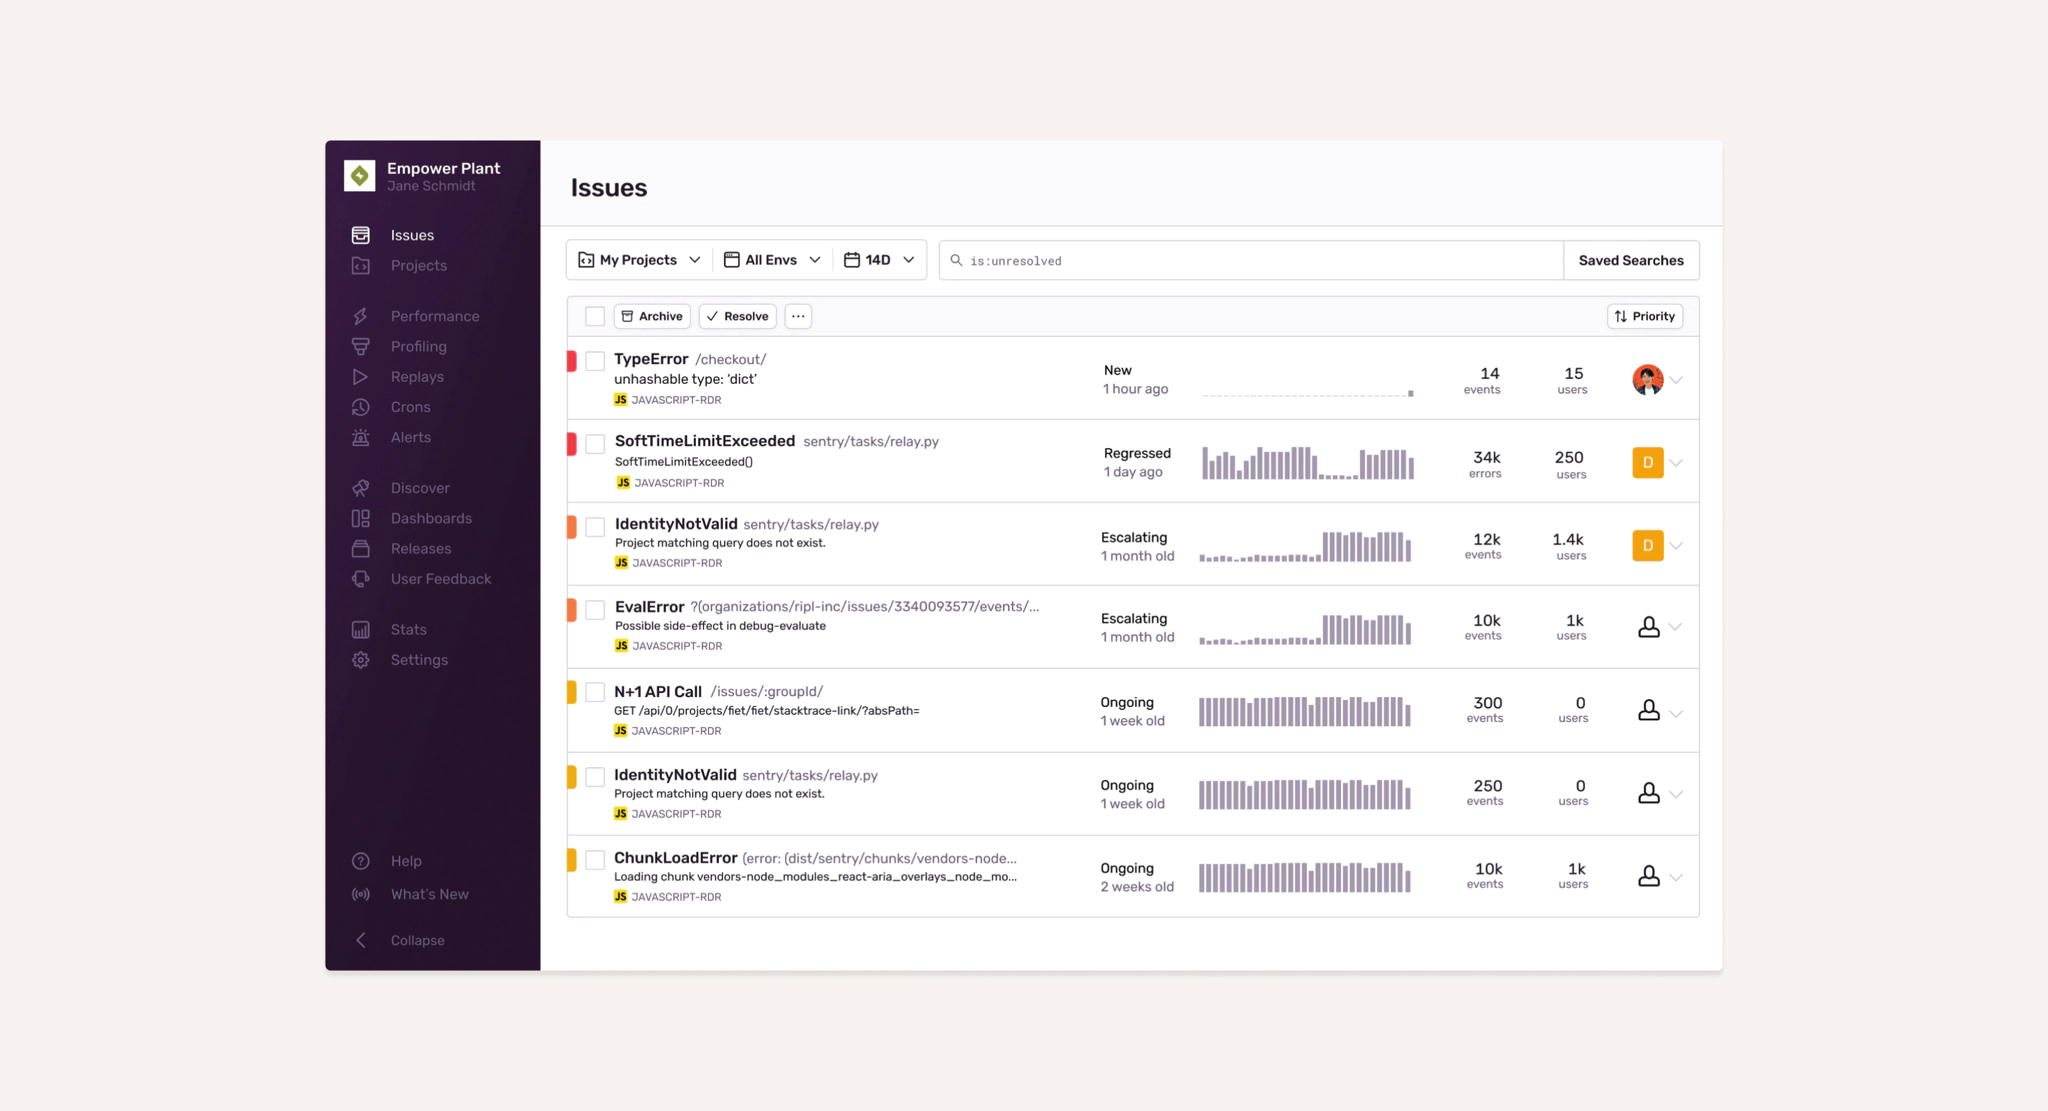 Empower Plant
Jane Schmidt
Issues
Projects
Performance
Profiling
Replays
Crons
Alerts
Discover
Dashboards
Releases
User Feedback
Stats
Settings
Help
What's New
Collapse
Issues
My Projects All Envs 14D is:unresolved Saved Searches
Archive Resolve ... Priority
TypeError /checkout/
unhashable type: ‘dict’
JS JAVASCRIPT-RDR
New
1 hour ago
14
events
15
users
SoftTimeLimitExceeded sentry/tasks/relay.py
SoftTimeLimitExceeded()
JS JAVASCRIPT-RDR
Regressed
1 day ago
34k
errors
250
users
D
IdentityNotValid sentry/tasks/relay.py
Project matching query does not exist.
JS JAVASCRIPT-RDR
Escalating
1 month old
12k
events
1.4k
users
D
EvalError ?(organizations/ripl-inc/issues/3340093577/events/...
Possible side-effect in debug-evaluate
JS JAVASCRIPT-RDR
Escalating
1 month old
10k
events
1k
users
N+1 API Call /issues/:groupId/
GET /api/0/projects/fiet/fiet/stacktrace-link/?absPath=
JS JAVASCRIPT-RDR
Ongoing
1 week old
300
events
0
users
IdentityNotValid sentry/tasks/relay.py
Project matching query does not exist.
JS JAVASCRIPT-RDR
Ongoing
1 week old
250
events
0
users
ChunkLoadError (error: (dist/sentry/chunks/vendors-node...
Loading chunk vendors-node_modules_react-aria_overlays_node_mo...
JS JAVASCRIPT-RDR
Ongoing
2 weeks old
10k
events
1k
users